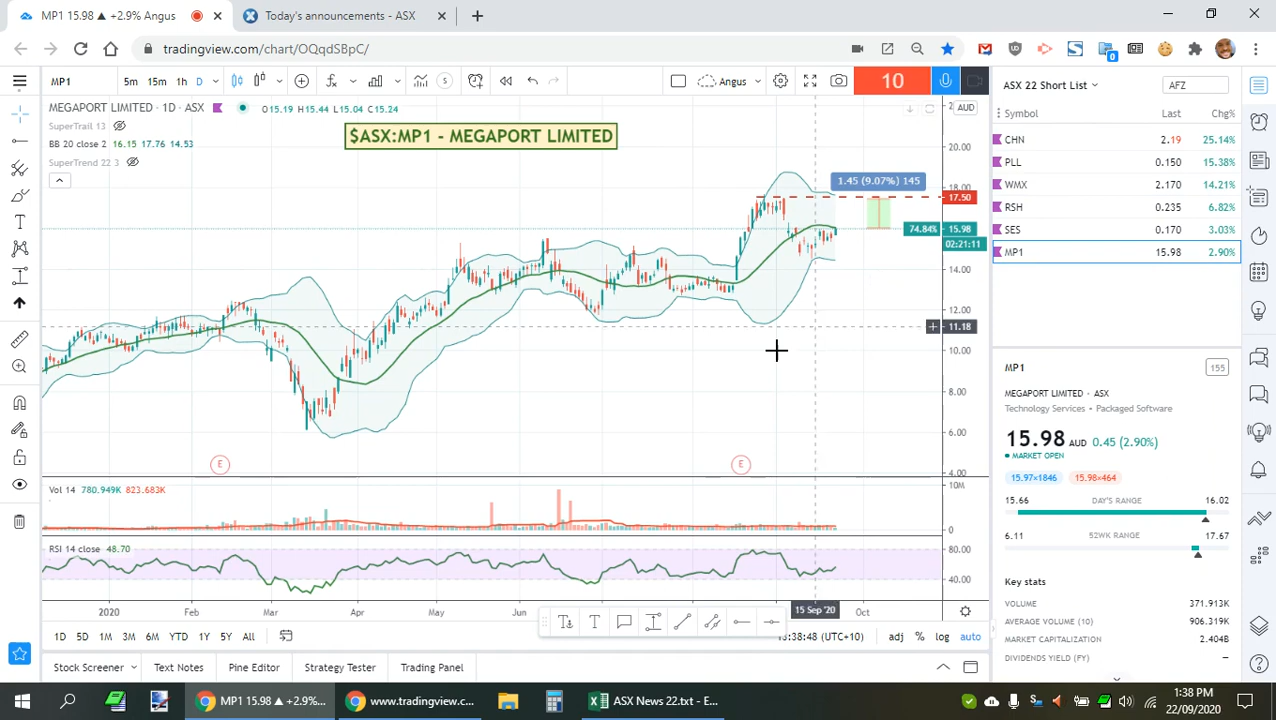 MP1 15.98 ▲ +2.9% Angus
Today's announcements - ASX
tradingview.com/chart/OQqdSBpC/
0
MP1
5m 15m 1h D
S
Angus
10
MEGAPORT LIMITED · 1D · ASX
O15.19 H15.44 L15.04 C15.24
SuperTrail 13
BB 20 close 2 16.15 17.76 14.53
SuperTrend 22 3
$ASX:MP1 - MEGAPORT LIMITED
1.45 (9.07%) 145
AUD
20.00
18.00
17.50
74.84%
15.98
02:21:11
14.00
12.00
11.18
10.00
8.00
6.00
4.00
E
E
Vol 14 780.949K 823.683K
10M
0
RSI 14 close 48.70
80.00
40.00
2020 Feb Mar Apr May Jun 15 Sep '20 Oct
1D 5D 1M 3M 6M YTD 1Y 5Y All
13:38:48 (UTC+10) adj % log auto
Stock Screener Text Notes Pine Editor Strategy Tester Trading Panel
ASX 22 Short List
AFZ
Symbol Last Chg%
CHN 2.19 25.14%
PLL 0.150 15.38%
WMX 2.170 14.21%
RSH 0.235 6.82%
SES 0.170 3.03%
MP1 15.98 2.90%
MP1
155
MEGAPORT LIMITED · ASX
Technology Services · Packaged Software
15.98 AUD 0.45 (2.90%)
MARKET OPEN
15.97×1846 15.98×464
15.66 DAY'S RANGE 16.02
6.11 52WK RANGE 17.67
Key stats
VOLUME 371.913K
AVERAGE VOLUME (10) 906.319K
MARKET CAPITALIZATION 2.404B
DIVIDENDS YIELD (FY) —
MP1 15.98 ▲ +2.9%...
www.tradingview.c...
ASX News 22.txt - E...
1:38 PM
22/09/2020